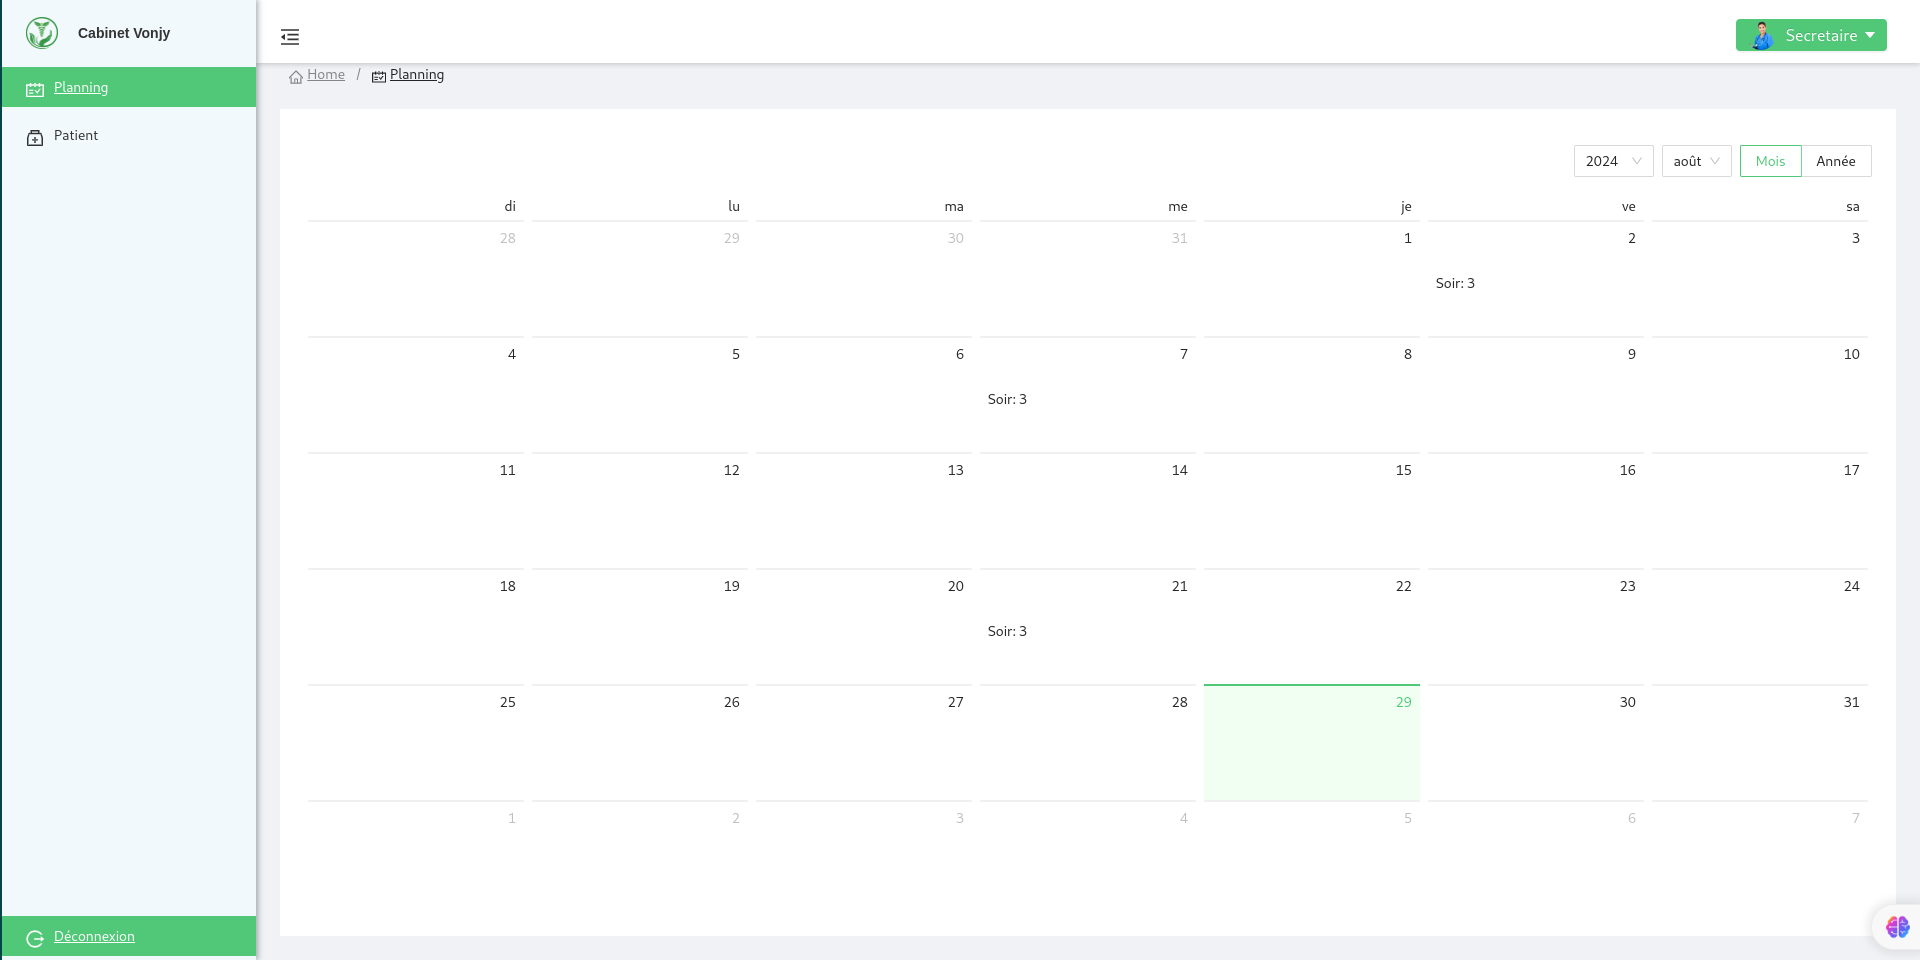 Cabinet Vonjy
Secretaire
Planning
Patient
Déconnexion
Home / Planning
2024 août Mois Année
di lu ma me je ve sa
28 29 30 31 1 2 3
Soir: 3
4 5 6 7 8 9 10
Soir: 3
11 12 13 14 15 16 17
18 19 20 21 22 23 24
Soir: 3
25 26 27 28 29 30 31
1 2 3 4 5 6 7